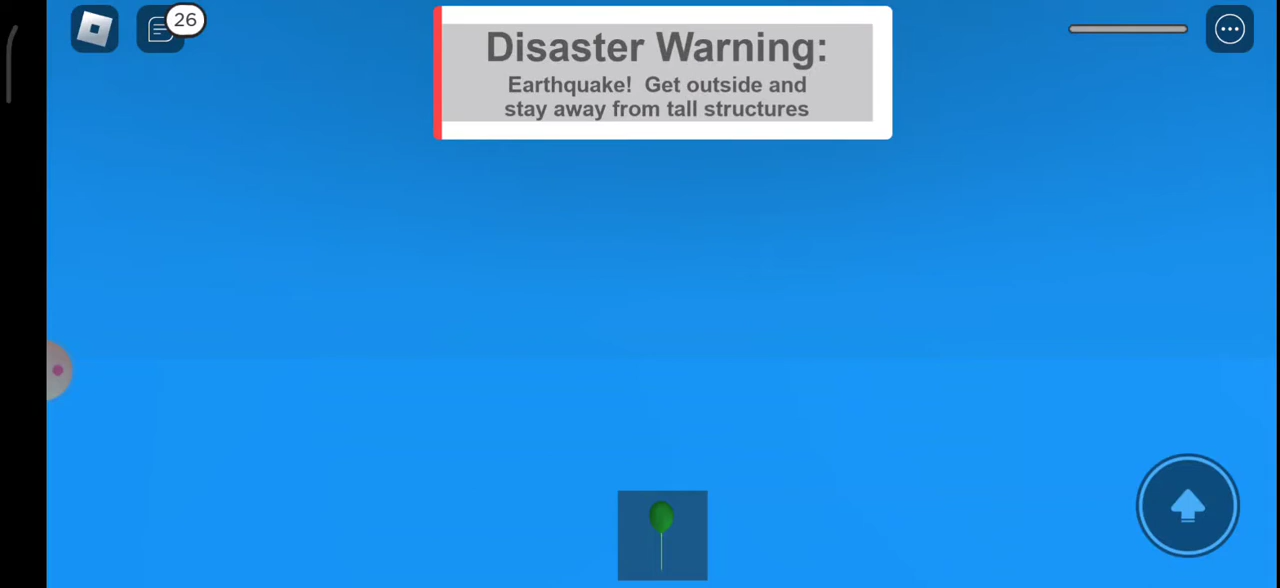 26
Disaster Warning:
Earthquake!  Get outside and
stay away from tall structures